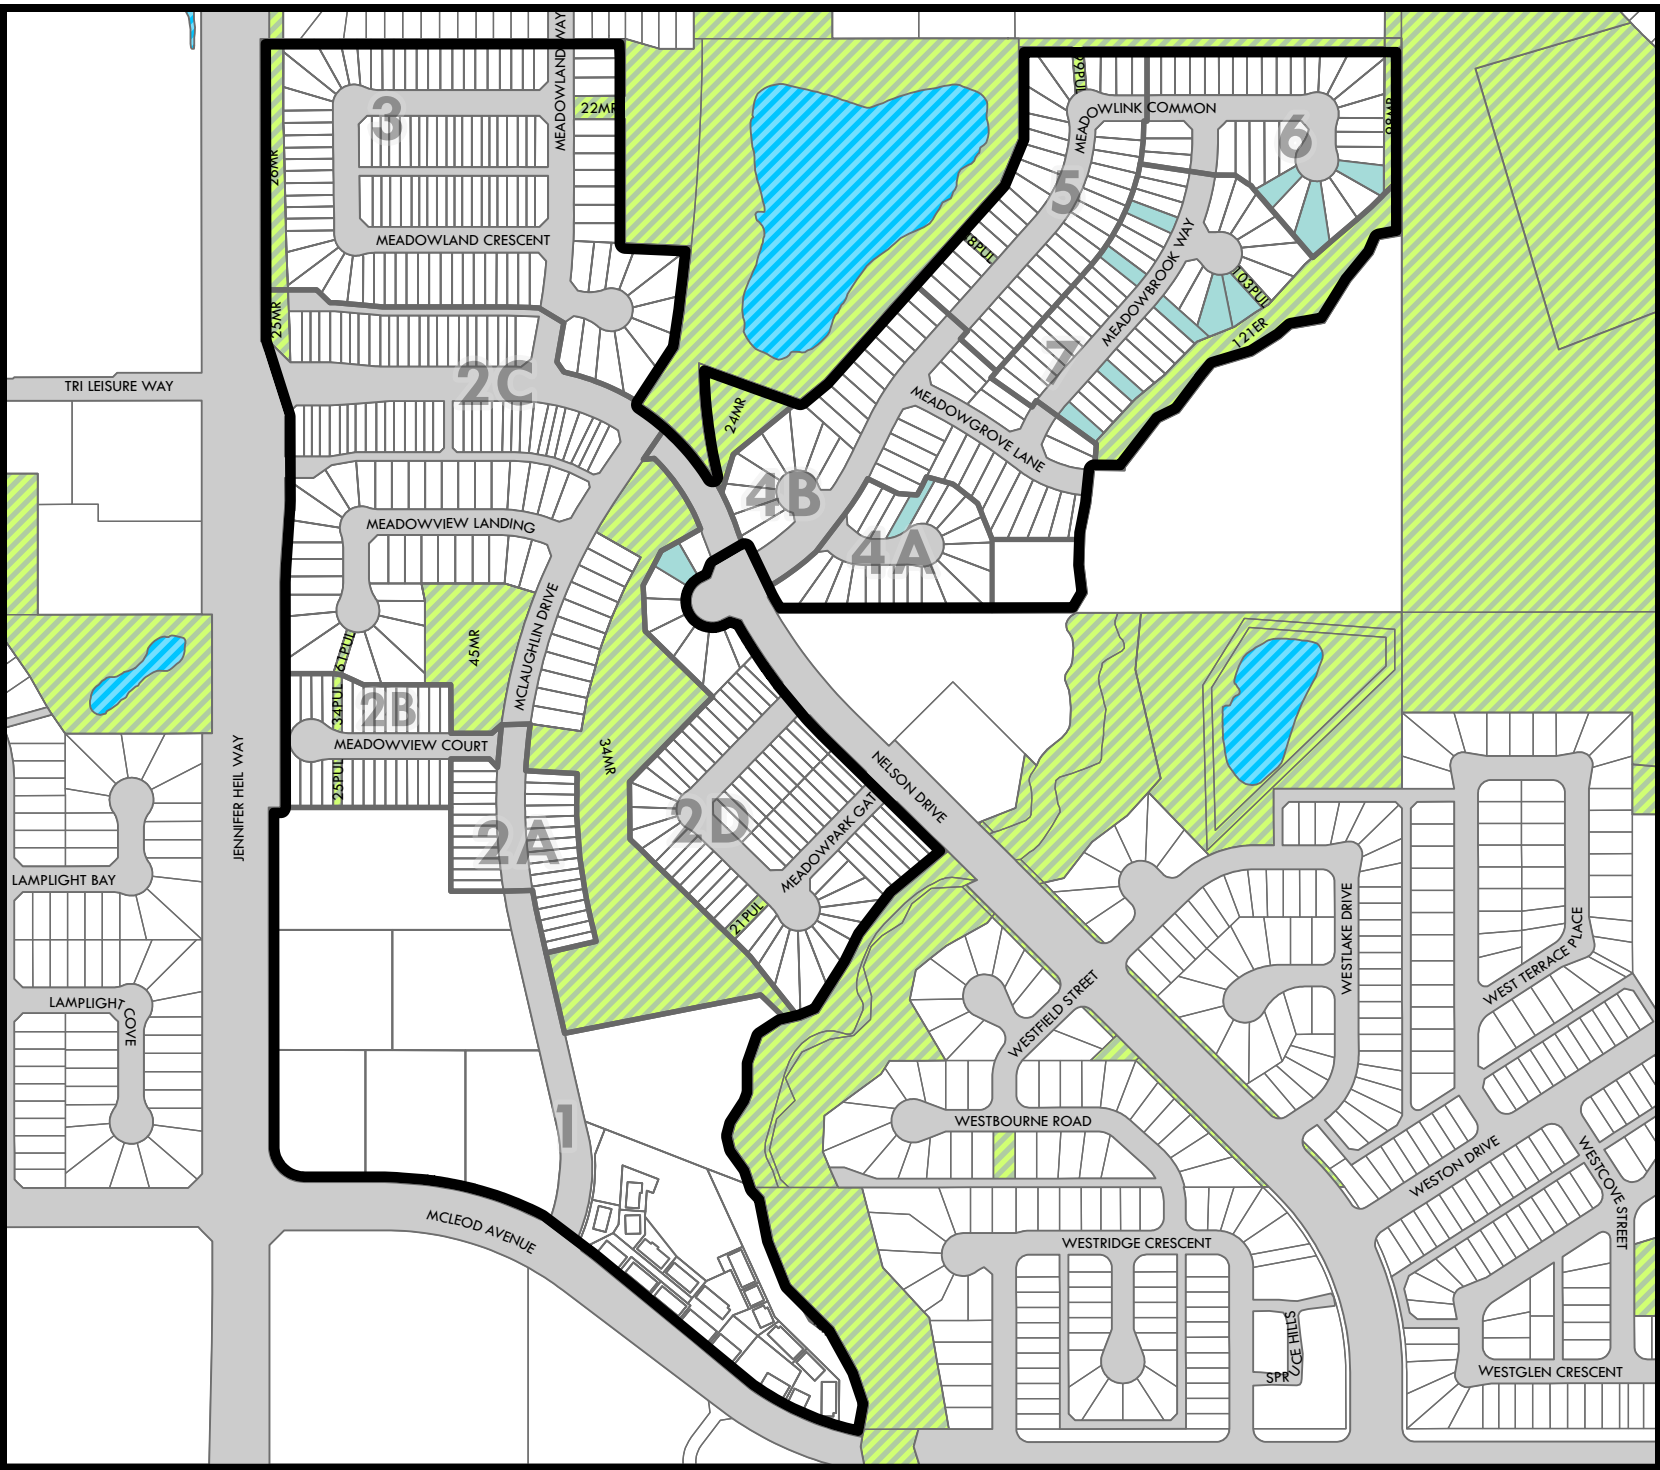 MEADOWLAND WAY
3
22MR
26MR
MEADOWLAND CRESCENT
25MR
TRI LEISURE WAY
2C
MEADOWLINK COMMON
6
5
MEADOWBROOK WAY
103PUL
121ER
7
24MR
MEADOWGROVE LANE
4B
4A
MEADOWVIEW LANDING
MCLAUGHLIN DRIVE
45MR
61PUL
34PUL
2B
MEADOWVIEW COURT
25PUL
34MR
JENNIFER HEIL WAY
2A
2D
NELSON DRIVE
MEADOWPARK GAT
21PUL
LAMPLIGHT BAY
LAMPLIGHT COVE
WESTLAKE DRIVE
WEST TERRACE PLACE
WESTFIELD STREET
1
WESTBOURNE ROAD
WESTON DRIVE
WESTCOVE STREET
MCLEOD AVENUE
WESTRIDGE CRESCENT
SPRUCE HILLS
WESTGLEN CRESCENT